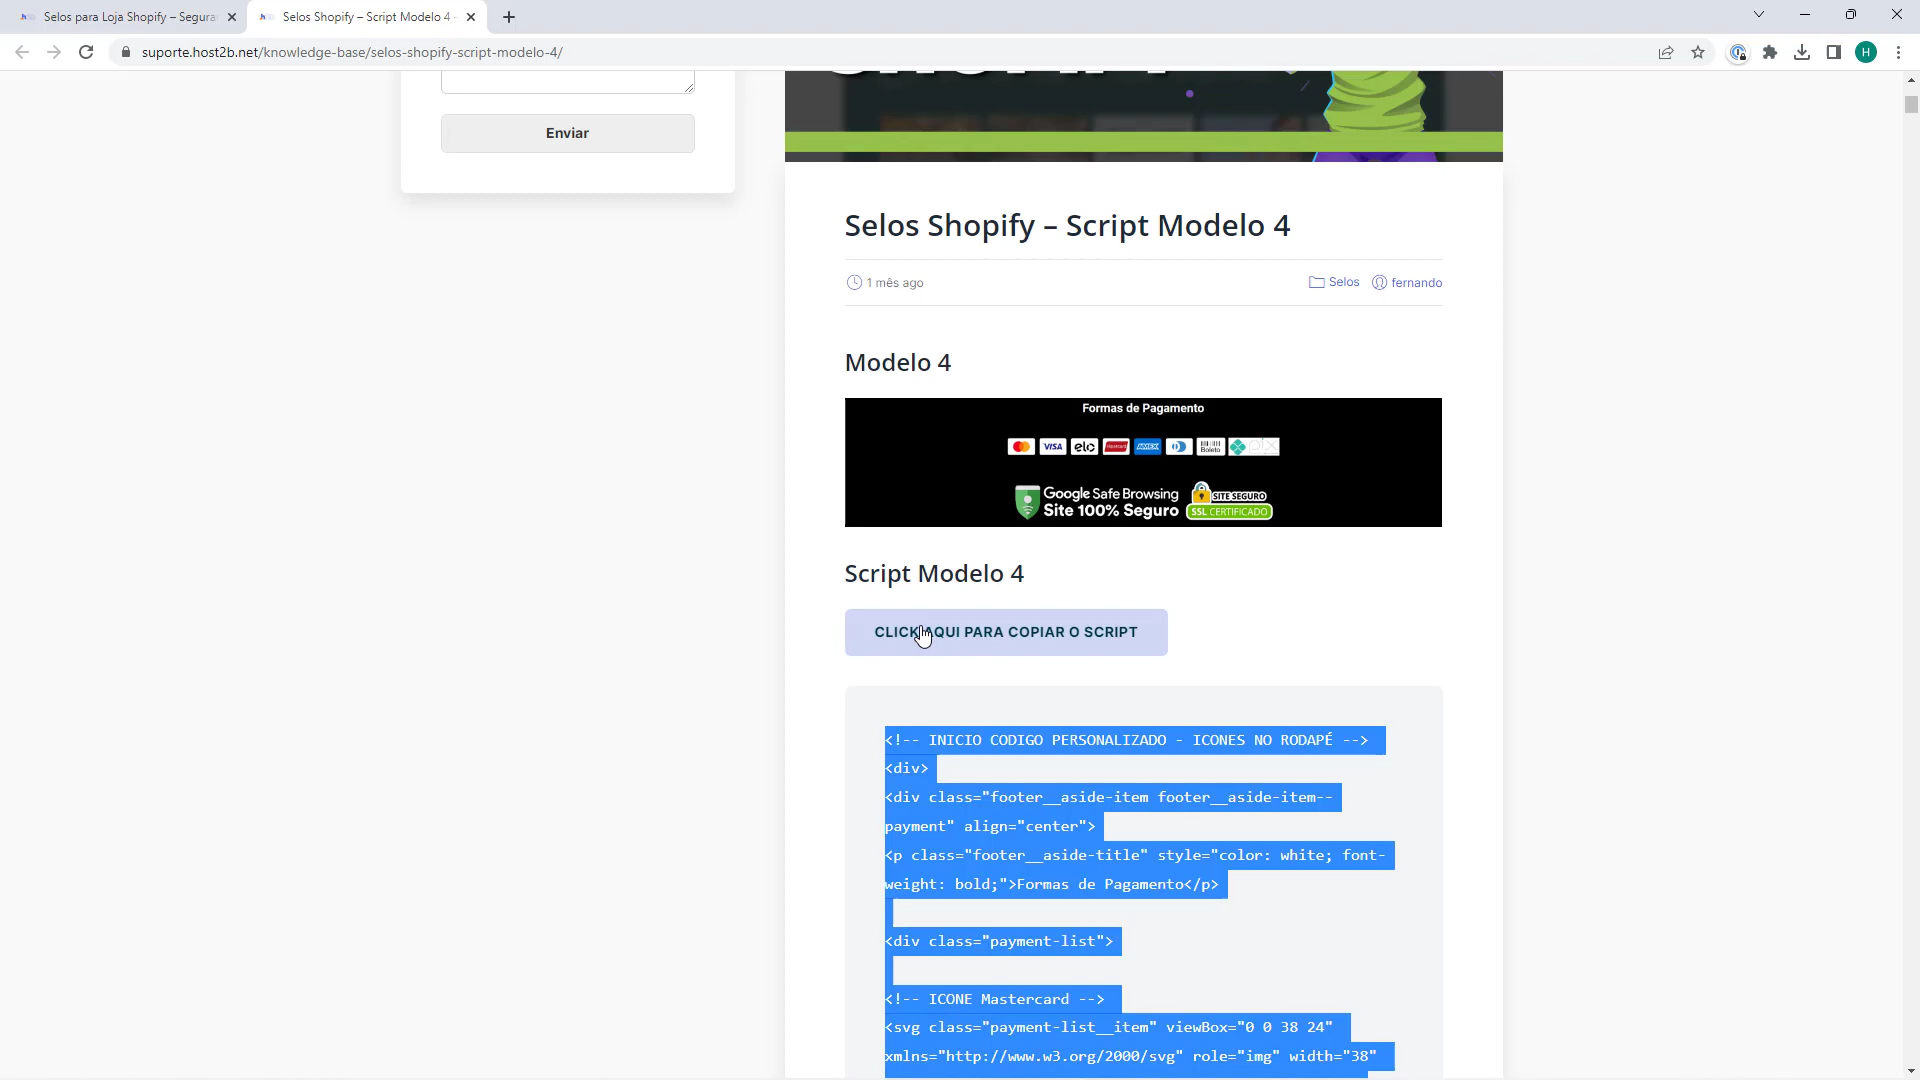 Selos para Loja Shopify – Segura
Selos Shopify – Script Modelo 4 -
suporte.host2b.net/knowledge-base/selos-shopify-script-modelo-4/
H
Enviar
Selos Shopify – Script Modelo 4
1 mês ago
Selos
fernando
Modelo 4
Formas de Pagamento
VISA
elo
Hipercard
AMEX
Boleto
PIX
Google Safe Browsing
Site 100% Seguro
SITE SEGURO
SSL CERTIFICADO
Script Modelo 4
CLICK AQUI PARA COPIAR O SCRIPT
<!-- INICIO CODIGO PERSONALIZADO - ICONES NO RODAPÉ -->
<div>
<div class="footer__aside-item footer__aside-item--
payment" align="center">
<p class="footer__aside-title" style="color: white; font-
weight: bold;">Formas de Pagamento</p>
<div class="payment-list">
<!-- ICONE Mastercard -->
<svg class="payment-list__item" viewBox="0 0 38 24"
xmlns="http://www.w3.org/2000/svg" role="img" width="38"